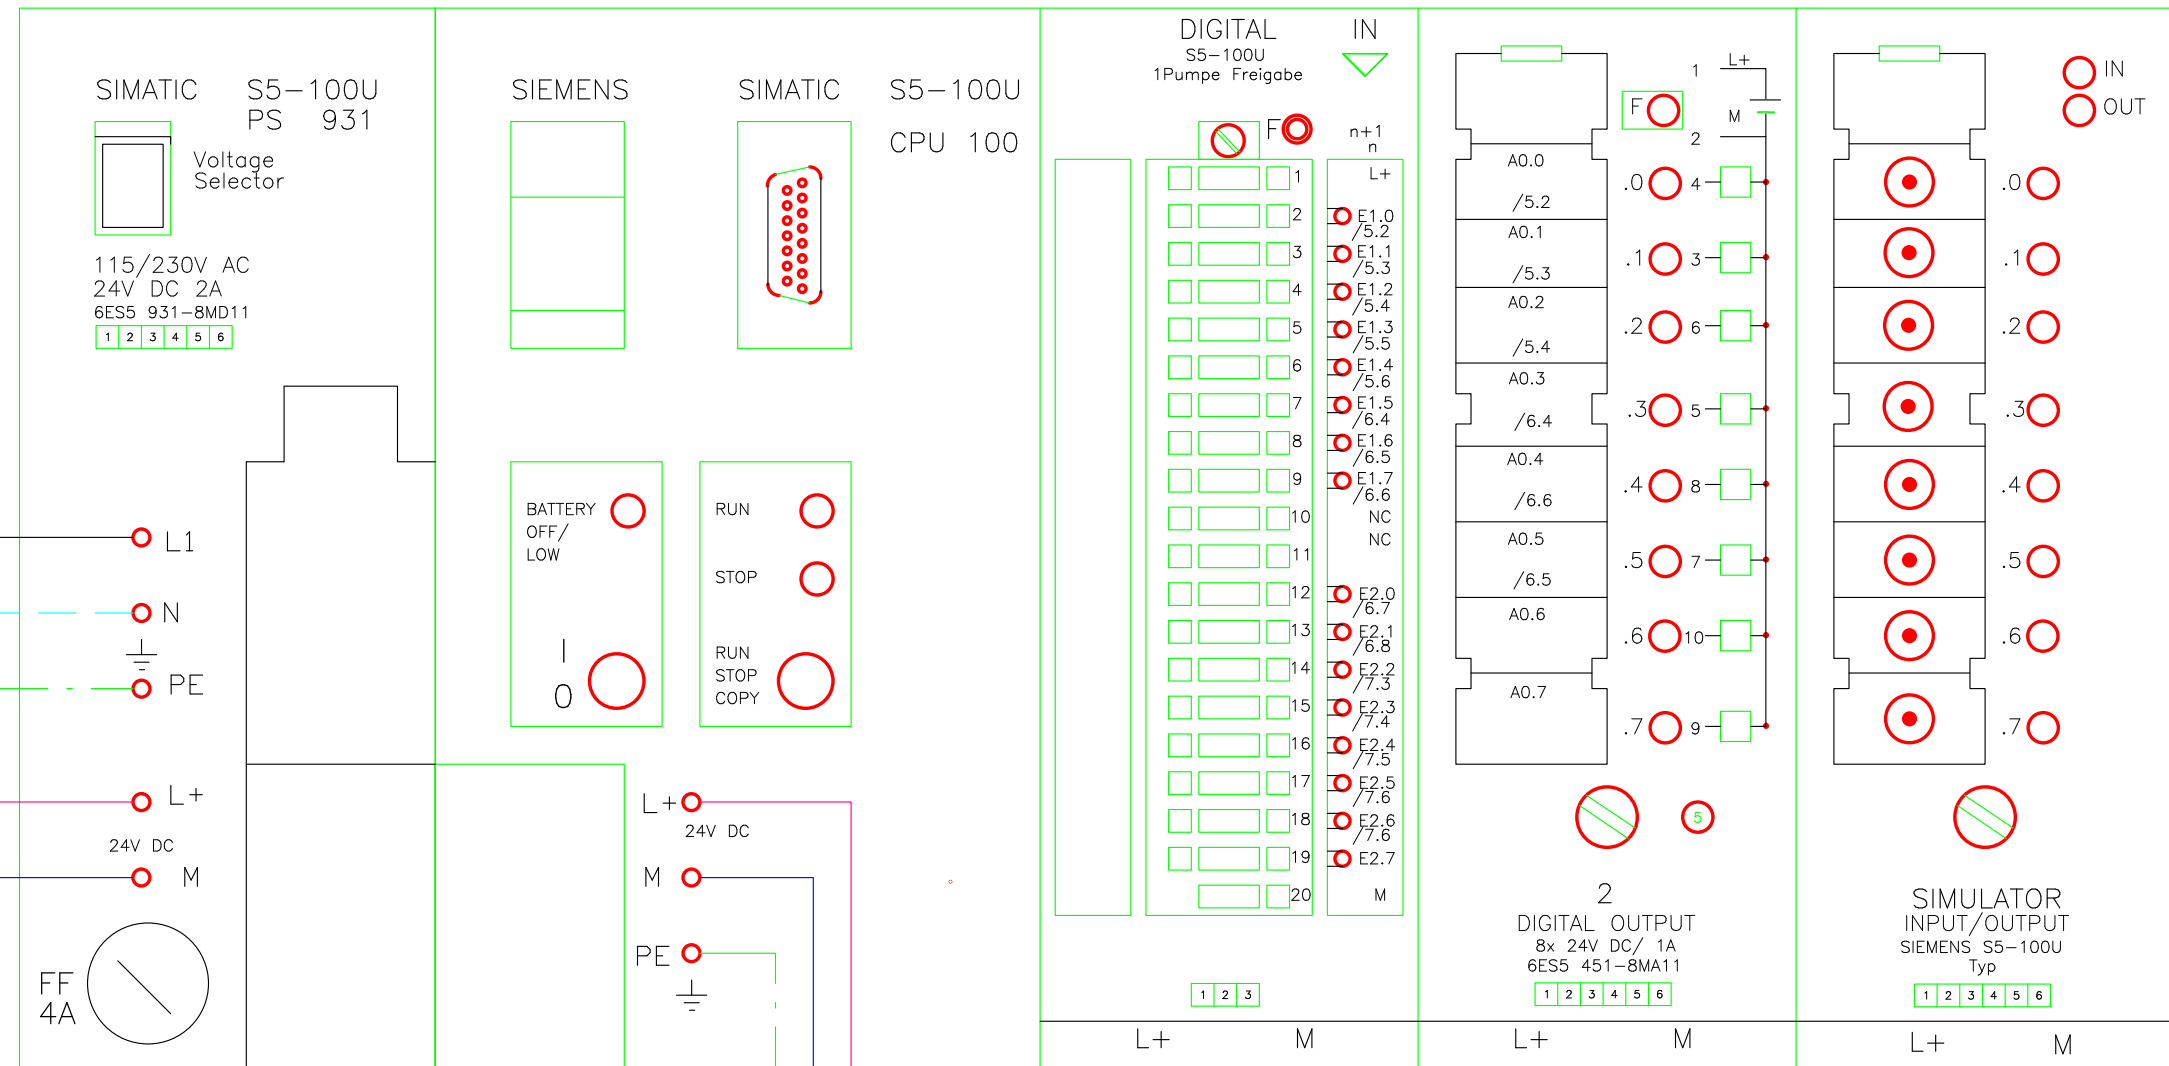 SIMATIC S5-100U
PS 931
Voltage
Selector
115/230V AC
24V DC 2A
6ES5 931-8MD11
1 2 3 4 5 6
L1
N
PE
L+
24V DC
M
FF
4A
SIEMENS SIMATIC S5-100U
CPU 100
BATTERY
OFF/
LOW
I
0
RUN
STOP
RUN
STOP
COPY
L+
24V DC
M
PE
DIGITAL IN
S5-100U
1Pumpe Freigabe
F
n+1
n
1 L+
2 E1.0
/5.2
3 E1.1
/5.3
4 E1.2
/5.4
5 E1.3
/5.5
6 E1.4
/5.6
7 E1.5
/6.4
8 E1.6
/6.5
9 E1.7
/6.6
10 NC
NC
11
12 E2.0
/6.7
13 E2.1
/6.8
14 E2.2
/7.3
15 E2.3
/7.4
16 E2.4
/7.5
17 E2.5
/7.6
18 E2.6
/7.6
19 E2.7
20 M
1 2 3
L+ M
1 L+
F
M
2
A0.0
/5.2
.0 4
A0.1
/5.3
.1 3
A0.2
/5.4
.2 6
A0.3
/6.4
.3 5
A0.4
/6.6
.4 8
A0.5
/6.5
.5 7
A0.6
.6 10
A0.7
.7 9
5
2
DIGITAL OUTPUT
8x 24V DC/ 1A
6ES5 451-8MA11
1 2 3 4 5 6
L+ M
IN
OUT
.0
.1
.2
.3
.4
.5
.6
.7
SIMULATOR
INPUT/OUTPUT
SIEMENS S5-100U
Typ
1 2 3 4 5 6
L+ M